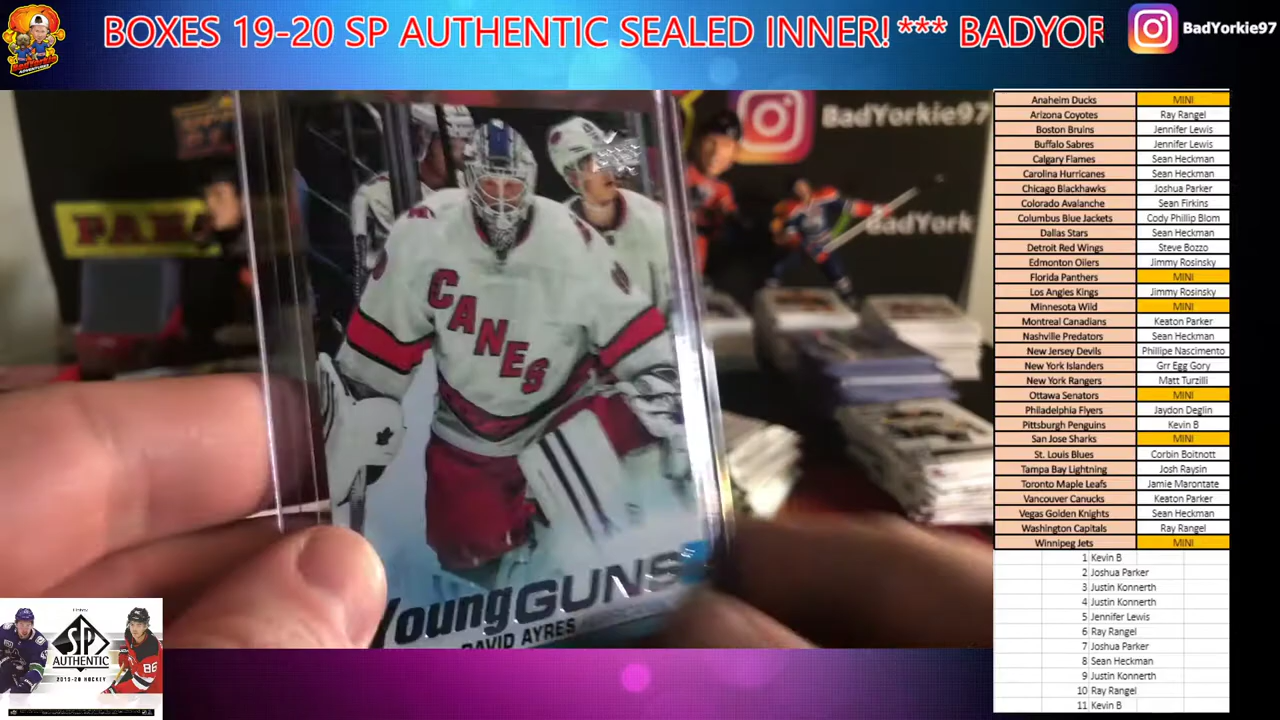 BOXES 19-20 SP AUTHENTIC SEALED INNER! *** BADYOR
BadYorkie97
BadYorkie97
BadYork
CANES
YoungGUNS
DAVID AYRES
SP
AUTHENTIC
2019-20 HOCKEY
Anaheim Ducks MINI
Arizona Coyotes Ray Rangel
Boston Bruins Jennifer Lewis
Buffalo Sabres Jennifer Lewis
Calgary Flames Sean Heckman
Carolina Hurricanes Sean Heckman
Chicago Blackhawks Joshua Parker
Colorado Avalanche Sean Firkins
Columbus Blue Jackets Cody Phillip Blom
Dallas Stars Sean Heckman
Detroit Red Wings Steve Bozzo
Edmonton Oilers Jimmy Rosinsky
Florida Panthers MINI
Los Angles Kings Jimmy Rosinsky
Minnesota Wild MINI
Montreal Canadians Keaton Parker
Nashville Predators Sean Heckman
New Jersey Devils Phillipe Nascimento
New York Islanders Grr Egg Gory
New York Rangers Matt Turzilli
Ottawa Senators MINI
Philadelphia Flyers Jaydon Deglin
Pittsburgh Penguins Kevin B
San Jose Sharks MINI
St. Louis Blues Corbin Boitnott
Tampa Bay Lightning Josh Raysin
Toronto Maple Leafs Jamie Marontate
Vancouver Canucks Keaton Parker
Vegas Golden Knights Sean Heckman
Washington Capitals Ray Rangel
Winnipeg Jets MINI
1 Kevin B
2 Joshua Parker
3 Justin Konnerth
4 Justin Konnerth
5 Jennifer Lewis
6 Ray Rangel
7 Joshua Parker
8 Sean Heckman
9 Justin Konnerth
10 Ray Rangel
11 Kevin B